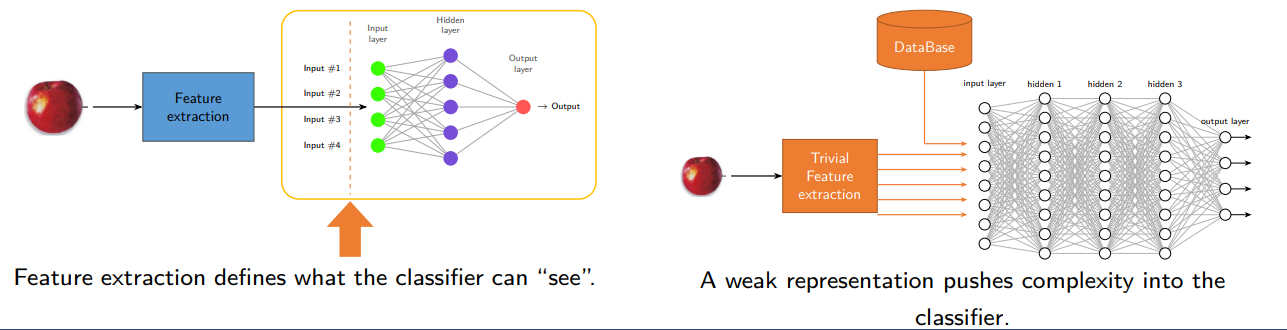 Feature
extraction
Input
layer
Hidden
layer
Output
layer
Input #1
Input #2
Input #3
Input #4
→ Output
Feature extraction defines what the classifier can “see”.
DataBase
Trivial
Feature
extraction
input layer
hidden 1
hidden 2
hidden 3
output layer
A weak representation pushes complexity into the
classifier.